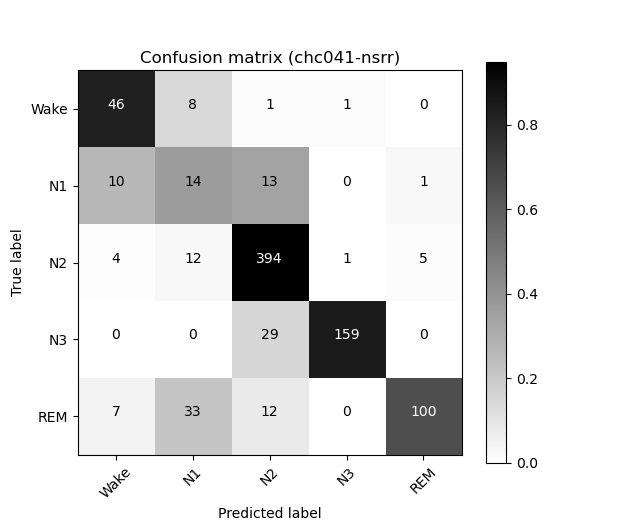 Confusion matrix (chc041-nsrr)
Wake 46 8 1 1 0
N1 10 14 13 0 1
N2 4 12 394 1 5
N3 0 0 29 159 0
REM 7 33 12 0 100
Wake N1 N2 N3 REM
True label
Predicted label
0.8
0.6
0.4
0.2
0.0